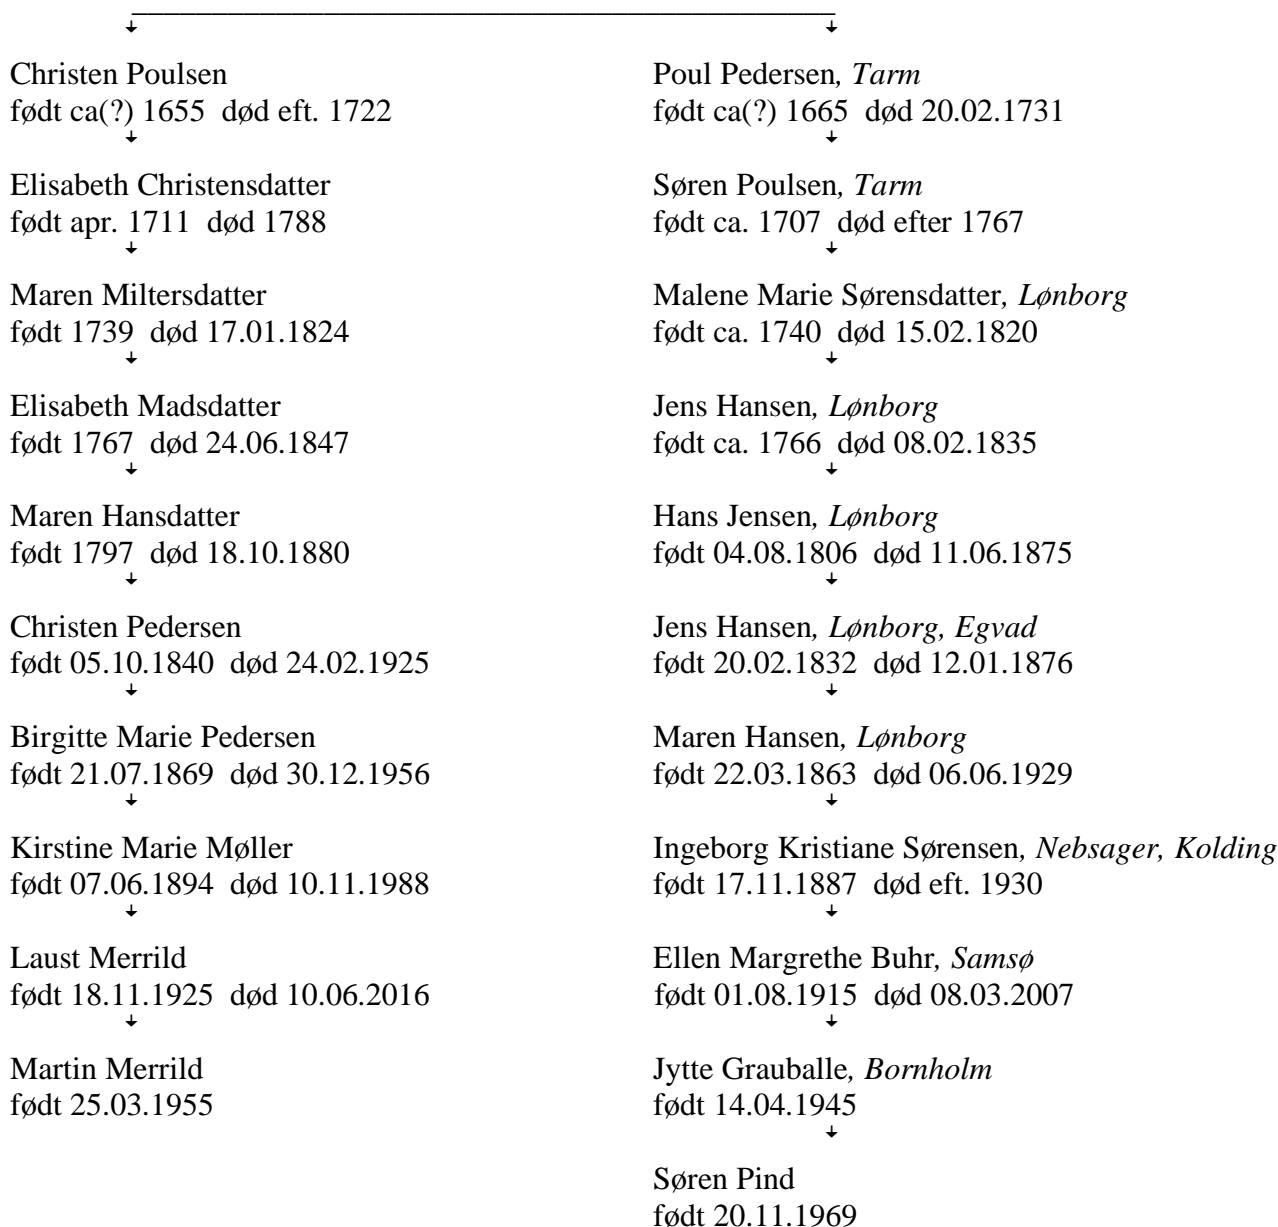 Christen Poulsen
født ca(?) 1655 død eft. 1722
Elisabeth Christensdatter
født apr. 1711 død 1788
Maren Miltersdatter
født 1739 død 17.01.1824
Elisabeth Madsdatter
født 1767 død 24.06.1847
Maren Hansdatter
født 1797 død 18.10.1880
Christen Pedersen
født 05.10.1840 død 24.02.1925
Birgitte Marie Pedersen
født 21.07.1869 død 30.12.1956
Kirstine Marie Møller
født 07.06.1894 død 10.11.1988
Laust Merrild
født 18.11.1925 død 10.06.2016
Martin Merrild
født 25.03.1955
Poul Pedersen, Tarm
født ca(?) 1665 død 20.02.1731
Søren Poulsen, Tarm
født ca. 1707 død efter 1767
Malene Marie Sørensdatter, Lønborg
født ca. 1740 død 15.02.1820
Jens Hansen, Lønborg
født ca. 1766 død 08.02.1835
Hans Jensen, Lønborg
født 04.08.1806 død 11.06.1875
Jens Hansen, Lønborg, Egvad
født 20.02.1832 død 12.01.1876
Maren Hansen, Lønborg
født 22.03.1863 død 06.06.1929
Ingeborg Kristiane Sørensen, Nebsager, Kolding
født 17.11.1887 død eft. 1930
Ellen Margrethe Buhr, Samsø
født 01.08.1915 død 08.03.2007
Jytte Grauballe, Bornholm
født 14.04.1945
Søren Pind
født 20.11.1969